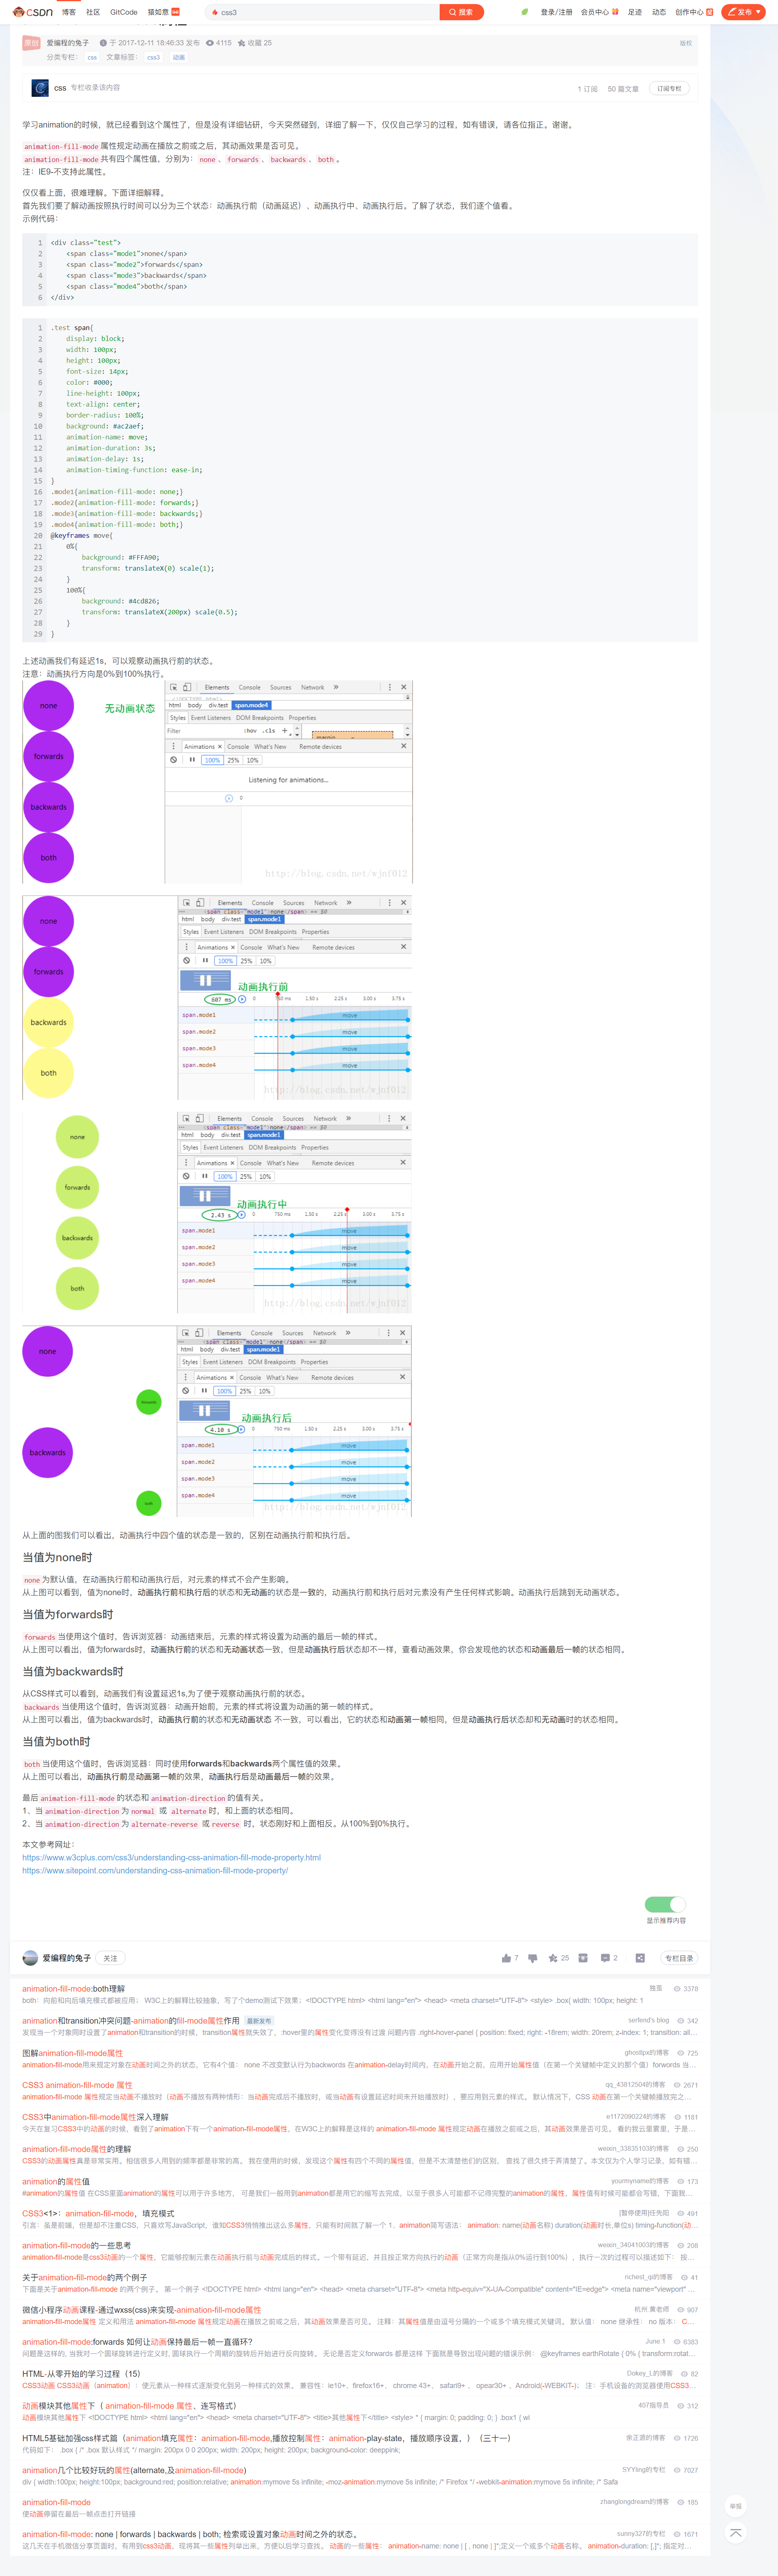 CSDN 博客 社区 GitCode 猿如意 css3 搜索 登录/注册 会员中心 足迹 动态 创作中心 发布
原创
爱编程的兔子 于 2017-12-11 18:46:33 发布 4115 收藏 25 版权
分类专栏： css 文章标签： css3 动画
css 专栏收录该内容 1 订阅 50 篇文章 订阅专栏
学习animation的时候，就已经看到这个属性了，但是没有详细钻研，今天突然碰到，详细了解一下，仅仅自己学习的过程，如有错误，请各位指正。谢谢。
animation-fill-mode 属性规定动画在播放之前或之后，其动画效果是否可见。
animation-fill-mode 共有四个属性值，分别为： none 、 forwards 、 backwards 、 both 。
注：IE9-不支持此属性。
仅仅看上面，很难理解。下面详细解释。
首先我们要了解动画按照执行时间可以分为三个状态：动画执行前（动画延迟）、动画执行中、动画执行后。了解了状态，我们逐个值看。
示例代码：
1 <div class="test">
2 <span class="mode1">none</span>
3 <span class="mode2">forwards</span>
4 <span class="mode3">backwards</span>
5 <span class="mode4">both</span>
6 </div>
1 .test span{
2 display: block;
3 width: 100px;
4 height: 100px;
5 font-size: 14px;
6 color: #000;
7 line-height: 100px;
8 text-align: center;
9 border-radius: 100%;
10 background: #ac2aef;
11 animation-name: move;
12 animation-duration: 3s;
13 animation-delay: 1s;
14 animation-timing-function: ease-in;
15 }
16 .mode1{animation-fill-mode: none;}
17 .mode2{animation-fill-mode: forwards;}
18 .mode3{animation-fill-mode: backwards;}
19 .mode4{animation-fill-mode: both;}
20 @keyframes move{
21 0%{
22 background: #FFFA90;
23 transform: translateX(0) scale(1);
24 }
25 100%{
26 background: #4cd826;
27 transform: translateX(200px) scale(0.5);
28 }
29 }
上述动画我们有延迟1s，可以观察动画执行前的状态。
注意：动画执行方向是0%到100%执行。
none
forwards
backwards
both
无动画状态
Elements Console Sources Network
html body div.test span.mode4
Styles Event Listeners DOM Breakpoints Properties
Filter :hov .cls +
Animations Console What's New Remote devices
100% 25% 10%
Listening for animations...
0
http://blog.csdn.net/wjnf012
none
forwards
backwards
both
Elements Console Sources Network
<span class="mode1">none</span> == $0
html body div.test span.mode1
Styles Event Listeners DOM Breakpoints Properties
Animations Console What's New Remote devices
100% 25% 10%
动画执行前
607 ms 0 750 ms 1.50 s 2.25 s 3.00 s 3.75 s
span.mode1 move
span.mode2 move
span.mode3 move
span.mode4 move
http://blog.csdn.net/wjnf012
none
forwards
backwards
both
Elements Console Sources Network
<span class="mode1">none</span> == $0
html body div.test span.mode1
Styles Event Listeners DOM Breakpoints Properties
Animations Console What's New Remote devices
100% 25% 10%
动画执行中
2.43 s 0 750 ms 1.50 s 2.25 s 3.00 s 3.75 s
span.mode1 move
span.mode2 move
span.mode3 move
span.mode4 move
http://blog.csdn.net/wjnf012
none
forwards
backwards
both
Elements Console Sources Network
<span class="mode1">none</span> == $0
html body div.test span.mode1
Styles Event Listeners DOM Breakpoints Properties
Animations Console What's New Remote devices
100% 25% 10%
动画执行后
4.10 s 0 750 ms 1.50 s 2.25 s 3.00 s 3.75 s
span.mode1 move
span.mode2 move
span.mode3 move
span.mode4 move
http://blog.csdn.net/wjnf012
从上面的图我们可以看出，动画执行中四个值的状态是一致的，区别在动画执行前和执行后。
当值为none时
none 为默认值，在动画执行前和动画执行后，对元素的样式不会产生影响。
从上图可以看到，值为none时，动画执行前和执行后的状态和无动画的状态是一致的，动画执行前和执行后对元素没有产生任何样式影响。动画执行后跳到无动画状态。
当值为forwards时
forwards 当使用这个值时，告诉浏览器：动画结束后，元素的样式将设置为动画的最后一帧的样式。
从上图可以看出，值为forwards时，动画执行前的状态和无动画状态一致，但是动画执行后状态却不一样，查看动画效果，你会发现他的状态和动画最后一帧的状态相同。
当值为backwards时
从CSS样式可以看到，动画我们有设置延迟1s,为了便于观察动画执行前的状态。
backwards 当使用这个值时，告诉浏览器：动画开始前，元素的样式将设置为动画的第一帧的样式。
从上图可以看出，值为backwards时，动画执行前的状态和无动画状态 不一致，可以看出，它的状态和动画第一帧相同，但是动画执行后状态却和无动画时的状态相同。
当值为both时
both 当使用这个值时，告诉浏览器：同时使用forwards和backwards两个属性值的效果。
从上图可以看出，动画执行前是动画第一帧的效果，动画执行后是动画最后一帧的效果。
最后 animation-fill-mode 的状态和 animation-direction 的值有关。
1、当 animation-direction 为 normal 或 alternate 时，和上面的状态相同。
2、当 animation-direction 为 alternate-reverse 或 reverse 时，状态刚好和上面相反。从100%到0%执行。
本文参考网址：
https://www.w3cplus.com/css3/understanding-css-animation-fill-mode-property.html
https://www.sitepoint.com/understanding-css-animation-fill-mode-property/
显示推荐内容
爱编程的兔子 关注 7 25 2 专栏目录
animation-fill-mode:both理解 3378
both：向前和向后填充模式都被应用； W3C上的解释比较抽象，写了个demo测试下效果；<!DOCTYPE html> <html lang="en"> <head> <meta charset="UTF-8"> <style> .box{ width: 100px; height: 1
animation和transition冲突问题-animation的fill-mode属性作用 最新发布 serfend's blog 342
发现当一个对象同时设置了animation和transition的时候，transition属性就失效了，:hover里的属性变化变得没有过渡 问题内容 .right-hover-panel { position: fixed; right: -18rem; width: 20rem; z-index: 1; transition: all...
图解animation-fill-mode属性 ghostlpx的博客 725
animation-fill-mode用来规定对象在动画时间之外的状态，它有4个值： none 不改变默认行为backwards 在animation-delay时间内，在动画开始之前，应用开始属性值（在第一个关键帧中定义的那个值）forwords 当...
CSS3 animation-fill-mode 属性 qq_43812504的博客 2671
animation-fill-mode 属性规定当动画不播放时（动画不播放有两种情形：当动画完成后不播放时，或当动画有设置延迟时间未开始播放时），要应用到元素的样式。 默认情况下，CSS 动画在第一个关键帧播放完之...
CSS3中animation-fill-mode属性深入理解 e1172090224的博客 1181
今天在复习CSS3中的动画的时候，看到了animation下有一个animation-fill-mode属性，在W3C上的解释是这样的 animation-fill-mode 属性规定动画在播放之前或之后，其动画效果是否可见。 看的我云里雾里，于是...
animation-fill-mode属性的理解 weixin_33835103的博客 250
CSS3的动画属性真是非常实用。相信很多人用到的频率都是非常的高。 我在使用的时候，发现这个属性有四个不同的属性值，但是不太清楚他们的区别， 查找了很久终于弄清楚了。本文仅为个人学习记录，如有错...
animation的属性值 yourmyname的博客 173
#animation的属性值 在CSS里面animation的属性可以用于许多地方， 可是我们一般用到animation都是用它的缩写去完成，以至于很多人可能都不记得完整的animation的属性，属性值有时候可能都会写错，下面我...
CSS3<1>：animation-fill-mode，填充模式 [暂停使用]任先阳 491
引言：虽是前端，但是却不注重CSS，只喜欢写JavaScript，谁知CSS3悄悄推出这么多属性，只能有时间就了解一个 1、animation简写语法： animation: name(动画名称) duration(动画时长,单位s) timing-function(动...
animation-fill-mode的一些思考 weixin_34041003的博客 208
animation-fill-mode是css3动画的一个属性，它能够控制元素在动画执行前与动画完成后的样式。一个带有延迟，并且按正常方向执行的动画（正常方向是指从0%运行到100%），执行一次的过程可以描述如下： 按...
关于animation-fill-mode的两个例子 richest_qi的博客 41
下面是关于animation-fill-mode 的两个例子。 第一个例子 <!DOCTYPE html> <html lang="en"> <head> <meta charset="UTF-8"> <meta http-equiv="X-UA-Compatible" content="IE=edge"> <meta name="viewport" ...
微信小程序动画课程-通过wxss(css)来实现-animation-fill-mode属性 杭州 黄老师 907
animation-fill-mode属性 定义和用法 animation-fill-mode 属性规定动画在播放之前或之后，其动画效果是否可见。 注释：其属性值是由逗号分隔的一个或多个填充模式关键词。 默认值： none 继承性： no 版本： C...
animation-fill-mode:forwards 如何让动画保持最后一帧一直循环？ June.1 6383
问题是这样的, 当我对一个圆球旋转进行定义时, 圆球执行一个周期的旋转后开始进行反向旋转。 无论是否定义forwards 都是这样 下面就是导致出现问题的错误示例： @keyframes earthRotate { 0% { transform:rotat...
HTML-从零开始的学习过程（15） Dokey_L的博客 82
CSS3动画 CSS3动画（animation）：使元素从一种样式逐渐变化到另一种样式的效果。 兼容性：ie10+、firefox16+、 chrome 43+、 safari9+ 、 opear30+ 、Android(-WEBKIT-)； 注：手机设备的浏览器使用CSS3...
动画模块其他属性下（ animation-fill-mode 属性、连写格式） 407指导员 312
动画模块其他属性下 <!DOCTYPE html> <html lang="en"> <head> <meta charset="UTF-8"> <title>其他属性下</title> <style> * { margin: 0; padding: 0; } .box1 { wi
HTML5基础加强css样式篇（animation填充属性：animation-fill-mode,播放控制属性：animation-play-state，播放顺序设置，）（三十一） 余正源的博客 1726
代码如下： .box { /* .box 默认样式 */ margin: 200px 0 0 200px; width: 200px; height: 200px; background-color: deeppink;
animation几个比较好玩的属性(alternate,及animation-fill-mode) SYYling的专栏 7027
div { width:100px; height:100px; background:red; position:relative; animation:mymove 5s infinite; -moz-animation:mymove 5s infinite; /* Firefox */ -webkit-animation:mymove 5s infinite; /* Safa
animation-fill-mode zhanglongdream的博客 185
使动画停留在最后一帧点击打开链接
animation-fill-mode: none | forwards | backwards | both; 检索或设置对象动画时间之外的状态。 sunny327的专栏 1671
这几天在手机微信分享页面时，有用到css3动画，现将其一些属性列举出来，方便以后学习查找。 动画的一些属性： animation-name: none | [ , none | ]*;定义一个或多个动画名称。 animation-duration: [,]*; 指定对...
举报